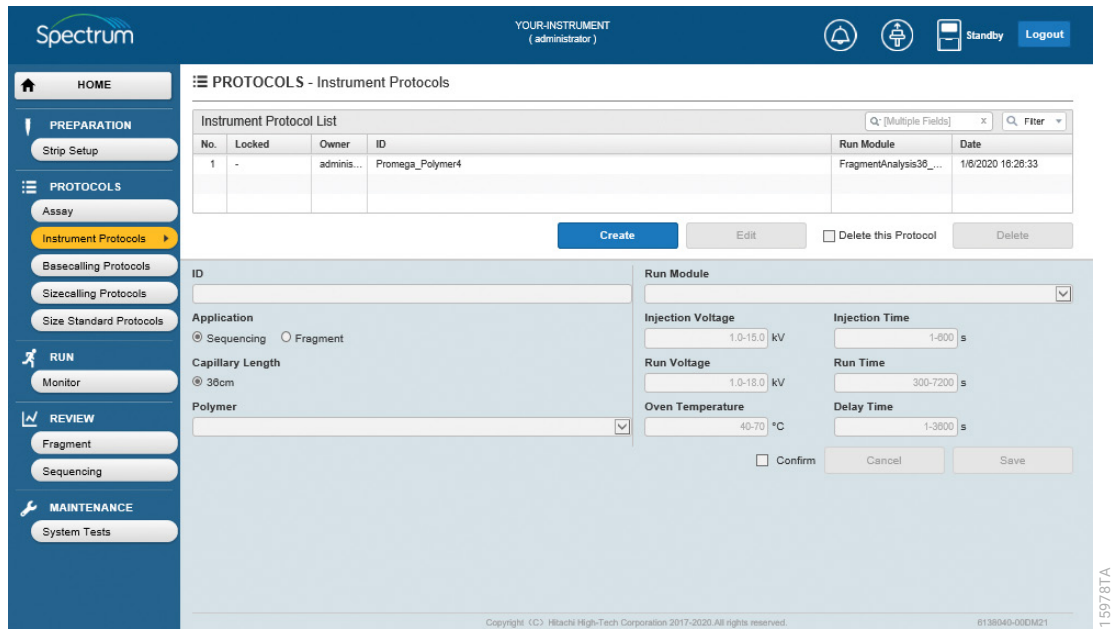 Spectrum
YOUR-INSTRUMENT
( administrator )
Standby
Logout
HOME
PREPARATION
Strip Setup
PROTOCOLS
Assay
Instrument Protocols
Basecalling Protocols
Sizecalling Protocols
Size Standard Protocols
RUN
Monitor
REVIEW
Fragment
Sequencing
MAINTENANCE
System Tests
PROTOCOLS - Instrument Protocols
Instrument Protocol List
[Multiple Fields] x Filter
No. Locked Owner ID Run Module Date
1 - adminis... Promega_Polymer4 FragmentAnalysis36_... 1/6/2020 16:26:33
Create Edit Delete this Protocol Delete
ID
Application
Sequencing Fragment
Capillary Length
36cm
Polymer
Run Module
Injection Voltage Injection Time
1.0-15.0 kV 1-600 s
Run Voltage Run Time
1.0-18.0 kV 300-7200 s
Oven Temperature Delay Time
40-70 °C 1-3600 s
Confirm Cancel Save
Copyright (C) Hitachi High-Tech Corporation 2017-2020.All rights reserved.
6138040-00DM21
15978TA